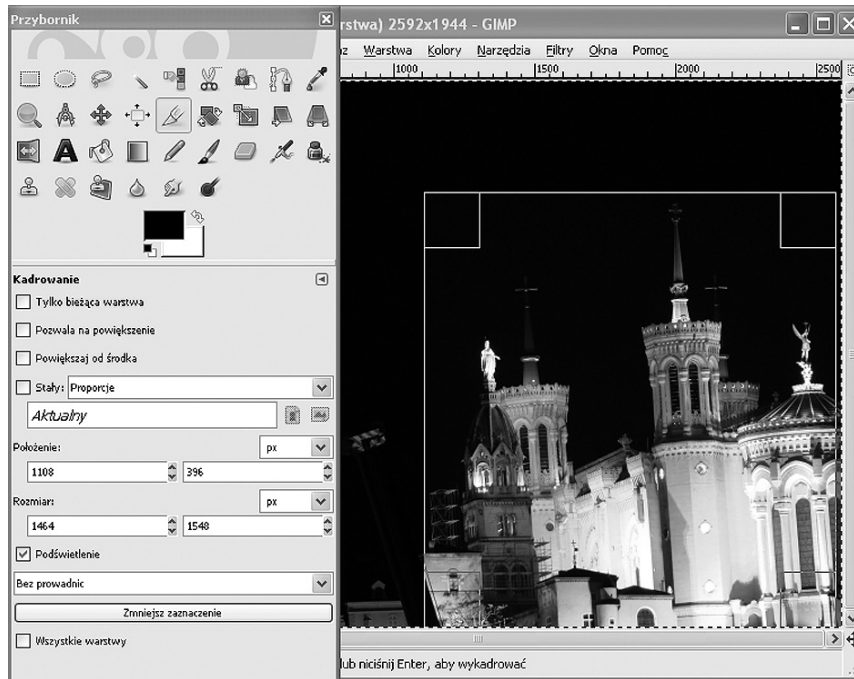 Przybornik
rstwa) 2592x1944 - GIMP
az Warstwa Kolory Narzędzia Filtry Okna Pomoc
1000 1500 2000 2500
Kadrowanie
Tylko bieżąca warstwa
Pozwala na powiększenie
Powiększaj od środka
Stały: Proporcje
Aktualny
Położenie: px
1108 396
Rozmiar: px
1464 1548
Podświetlenie
Bez prowadnic
Zmniejsz zaznaczenie
Wszystkie warstwy
lub niciśnij Enter, aby wykadrować